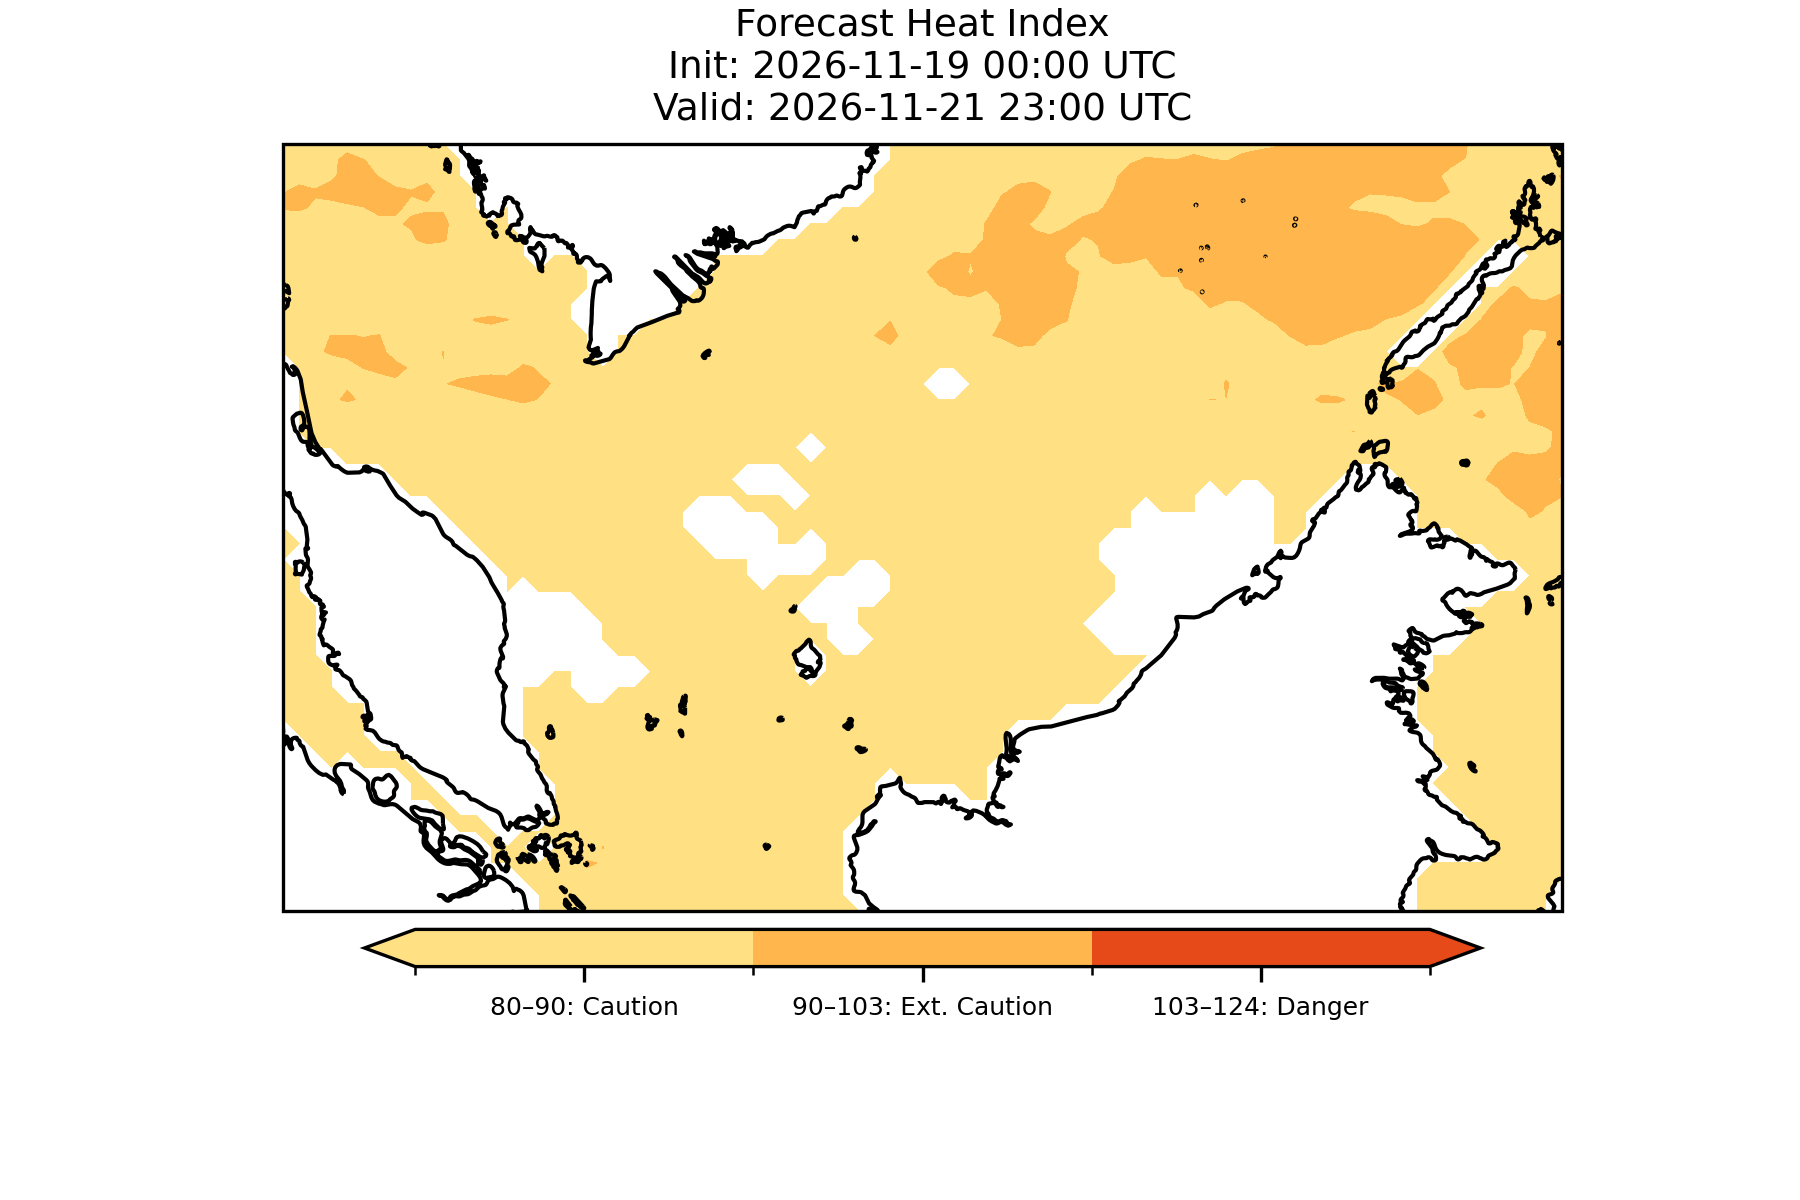 Forecast Heat Index
Init: 2026-11-19 00:00 UTC
Valid: 2026-11-21 23:00 UTC
80–90: Caution
90–103: Ext. Caution
103–124: Danger